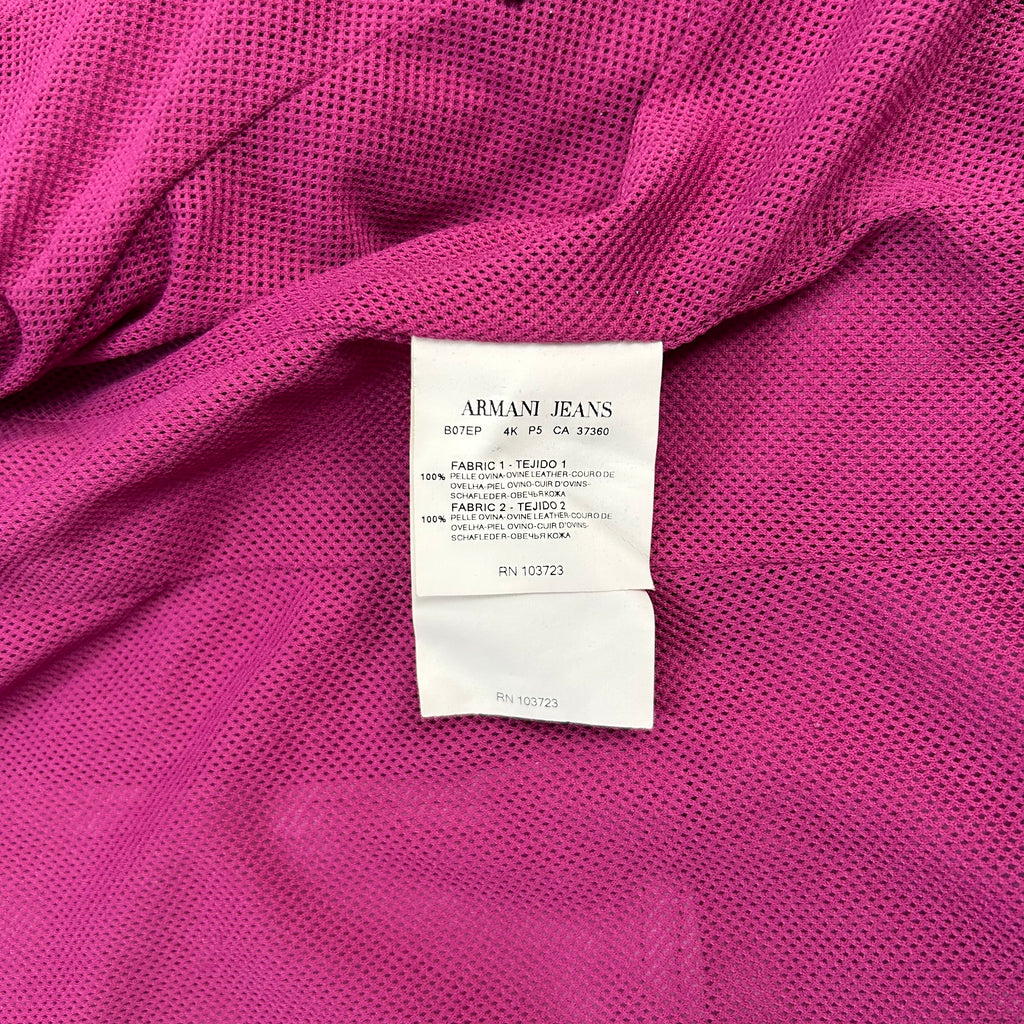 ARMANI JEANS
B07EP 4K P5 CA 37360
FABRIC 1 - TEJIDO 1
100% PELLE OVINA-OVINE LEATHER-COURO DE
OVELHA-PIEL OVINO-CUIR D'OVINS-
SCHAFLEDER-ОВЕЧЬЯ КОЖА
FABRIC 2 - TEJIDO 2
100% PELLE OVINA-OVINE LEATHER-COURO DE
OVELHA-PIEL OVINO-CUIR D'OVINS-
SCHAFLEDER-ОВЕЧЬЯ КОЖА
RN 103723
RN 103723